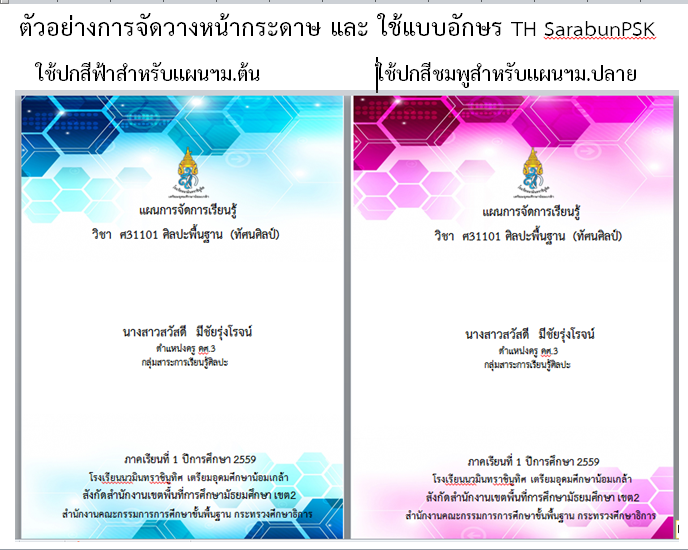 ตัวอย่างการจัดวางหน้ากระดาษ และ ใช้แบบอักษร TH SarabunPSK
ใช้ปกสีฟ้าสำหรับแผนฯม.ต้น
ใช้ปกสีชมพูสำหรับแผนฯม.ปลาย
แผนการจัดการเรียนรู้
วิชา ศ31101 ศิลปะพื้นฐาน (ทัศนศิลป์)
นางสาวสวัสดี มีชัยรุ่งโรจน์
ตำแหน่งครู คศ.3
กลุ่มสาระการเรียนรู้ศิลปะ
ภาคเรียนที่ 1 ปีการศึกษา 2559
โรงเรียนนวมินทราชินูทิศ เตรียมอุดมศึกษาน้อมเกล้า
สังกัดสำนักงานเขตพื้นที่การศึกษามัธยมศึกษา เขต2
สำนักงานคณะกรรมการการศึกษาขั้นพื้นฐาน กระทรวงศึกษาธิการ
แผนการจัดการเรียนรู้
วิชา ศ31101 ศิลปะพื้นฐาน (ทัศนศิลป์)
นางสาวสวัสดี มีชัยรุ่งโรจน์
ตำแหน่งครู คศ.3
กลุ่มสาระการเรียนรู้ศิลปะ
ภาคเรียนที่ 1 ปีการศึกษา 2559
โรงเรียนนวมินทราชินูทิศ เตรียมอุดมศึกษาน้อมเกล้า
สังกัดสำนักงานเขตพื้นที่การศึกษามัธยมศึกษา เขต2
สำนักงานคณะกรรมการการศึกษาขั้นพื้นฐาน กระทรวงศึกษาธิการ